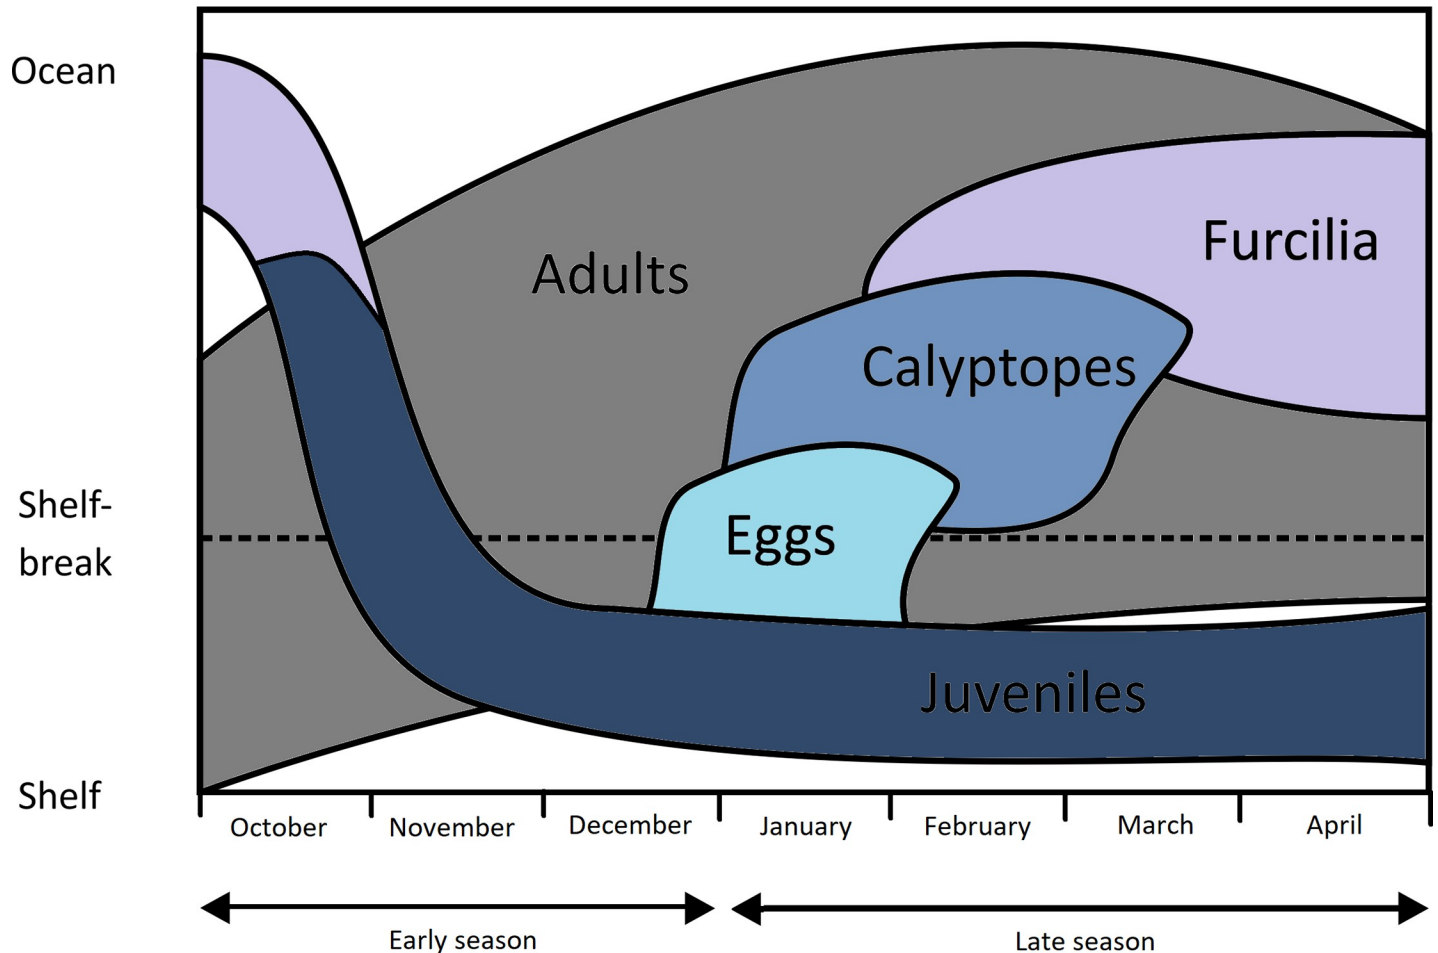 Ocean
Furcilia
Adults
Calyptopes
Shelf-
break
Eggs
Juveniles
Shelf
October November December January February March April
Early season Late season